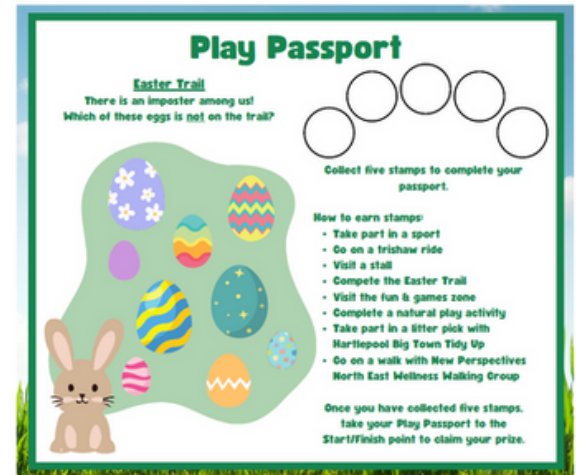 Play Passport
Easter Trail
There is an imposter among us!
Which of these eggs is not on the trail?
Collect five stamps to complete your
passport.
How to earn stamps:
• Take part in a sport
• Go on a trishaw ride
• Visit a stall
• Compete the Easter Trail
• Visit the fun & games zone
• Complete a natural play activity
• Take part in a litter pick with
Hartlepool Big Town Tidy Up
• Go on a walk with New Perspectives
North East Wellness Walking Group
Once you have collected five stamps,
take your Play Passport to the
Start/Finish point to claim your prize.